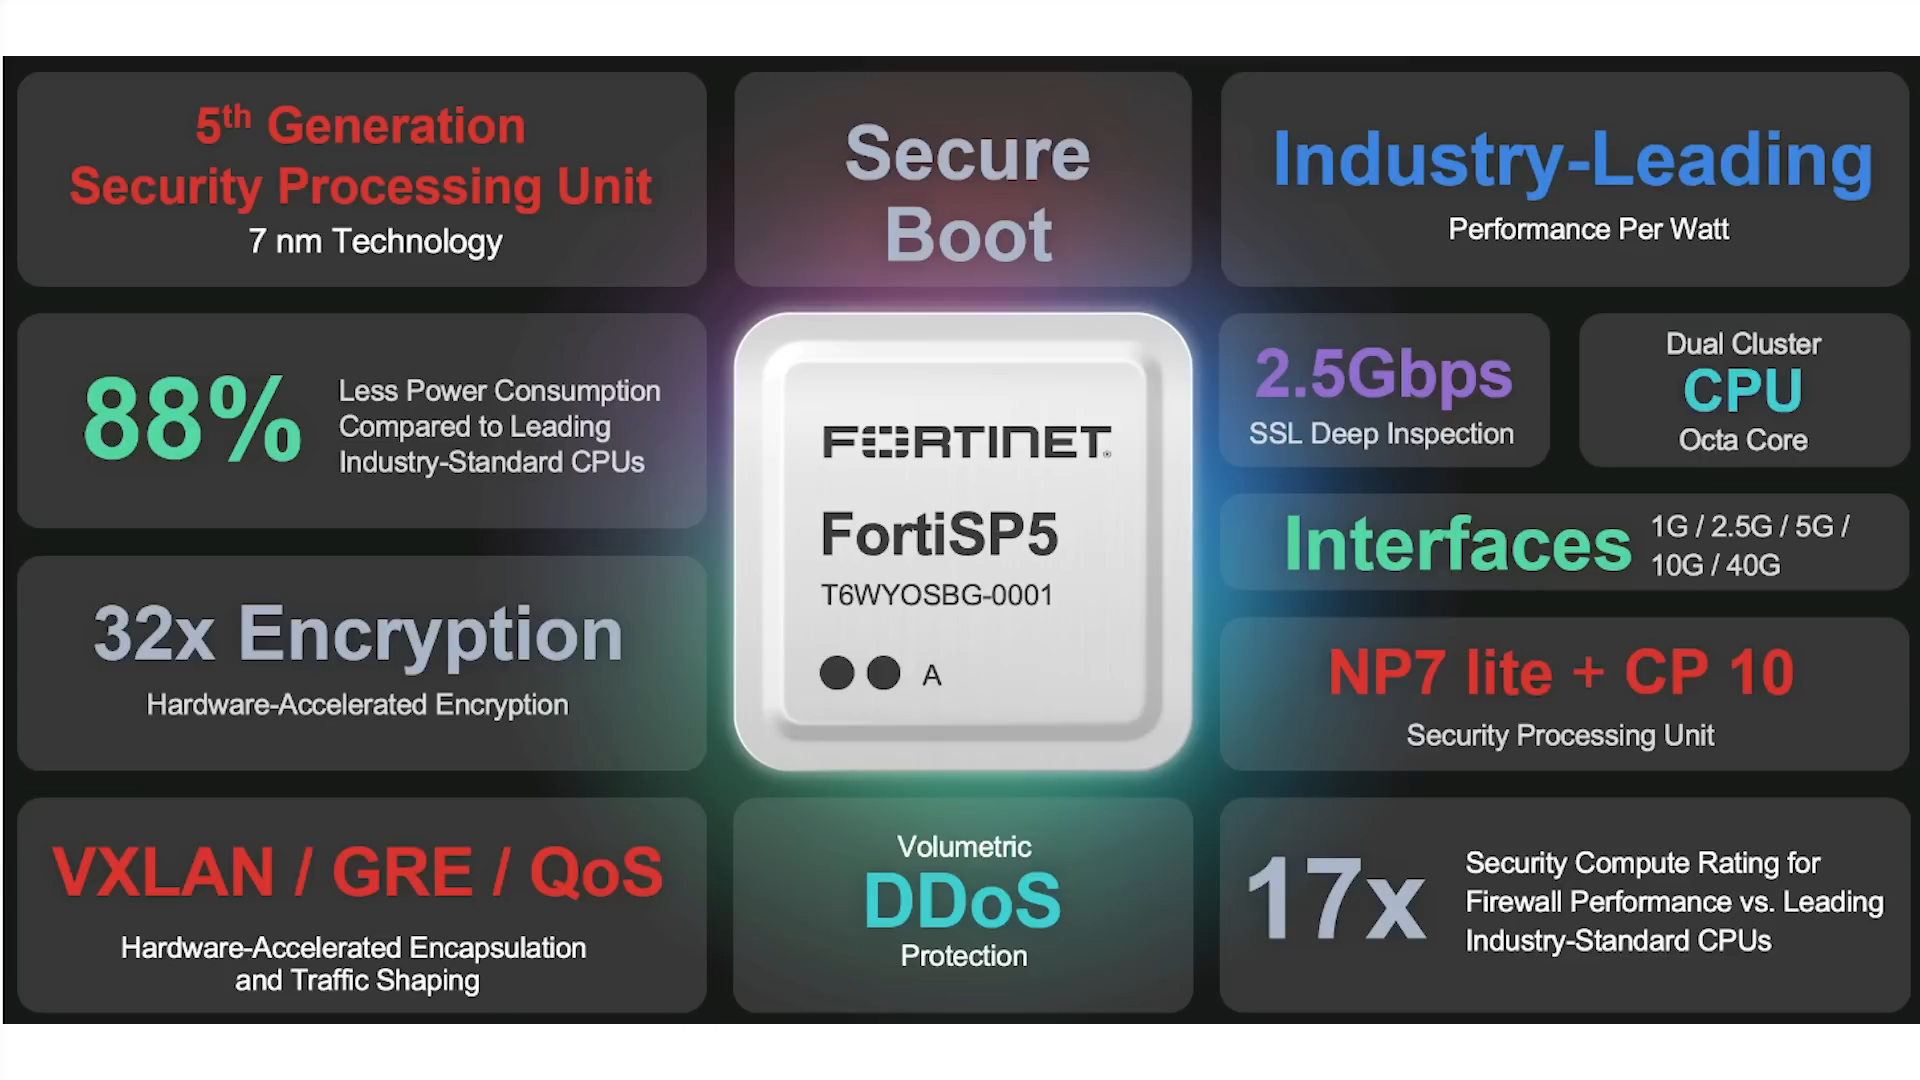 5th Generation
Security Processing Unit
7 nm Technology
Secure
Boot
Industry-Leading
Performance Per Watt
88%
Less Power Consumption
Compared to Leading
Industry-Standard CPUs
FORTINET®
FortiSP5
T6WYOSBG-0001
A
2.5Gbps
SSL Deep Inspection
Dual Cluster
CPU
Octa Core
Interfaces
1G / 2.5G / 5G /
10G / 40G
32x Encryption
Hardware-Accelerated Encryption
NP7 lite + CP 10
Security Processing Unit
VXLAN / GRE / QoS
Hardware-Accelerated Encapsulation
and Traffic Shaping
Volumetric
DDoS
Protection
17x
Security Compute Rating for
Firewall Performance vs. Leading
Industry-Standard CPUs